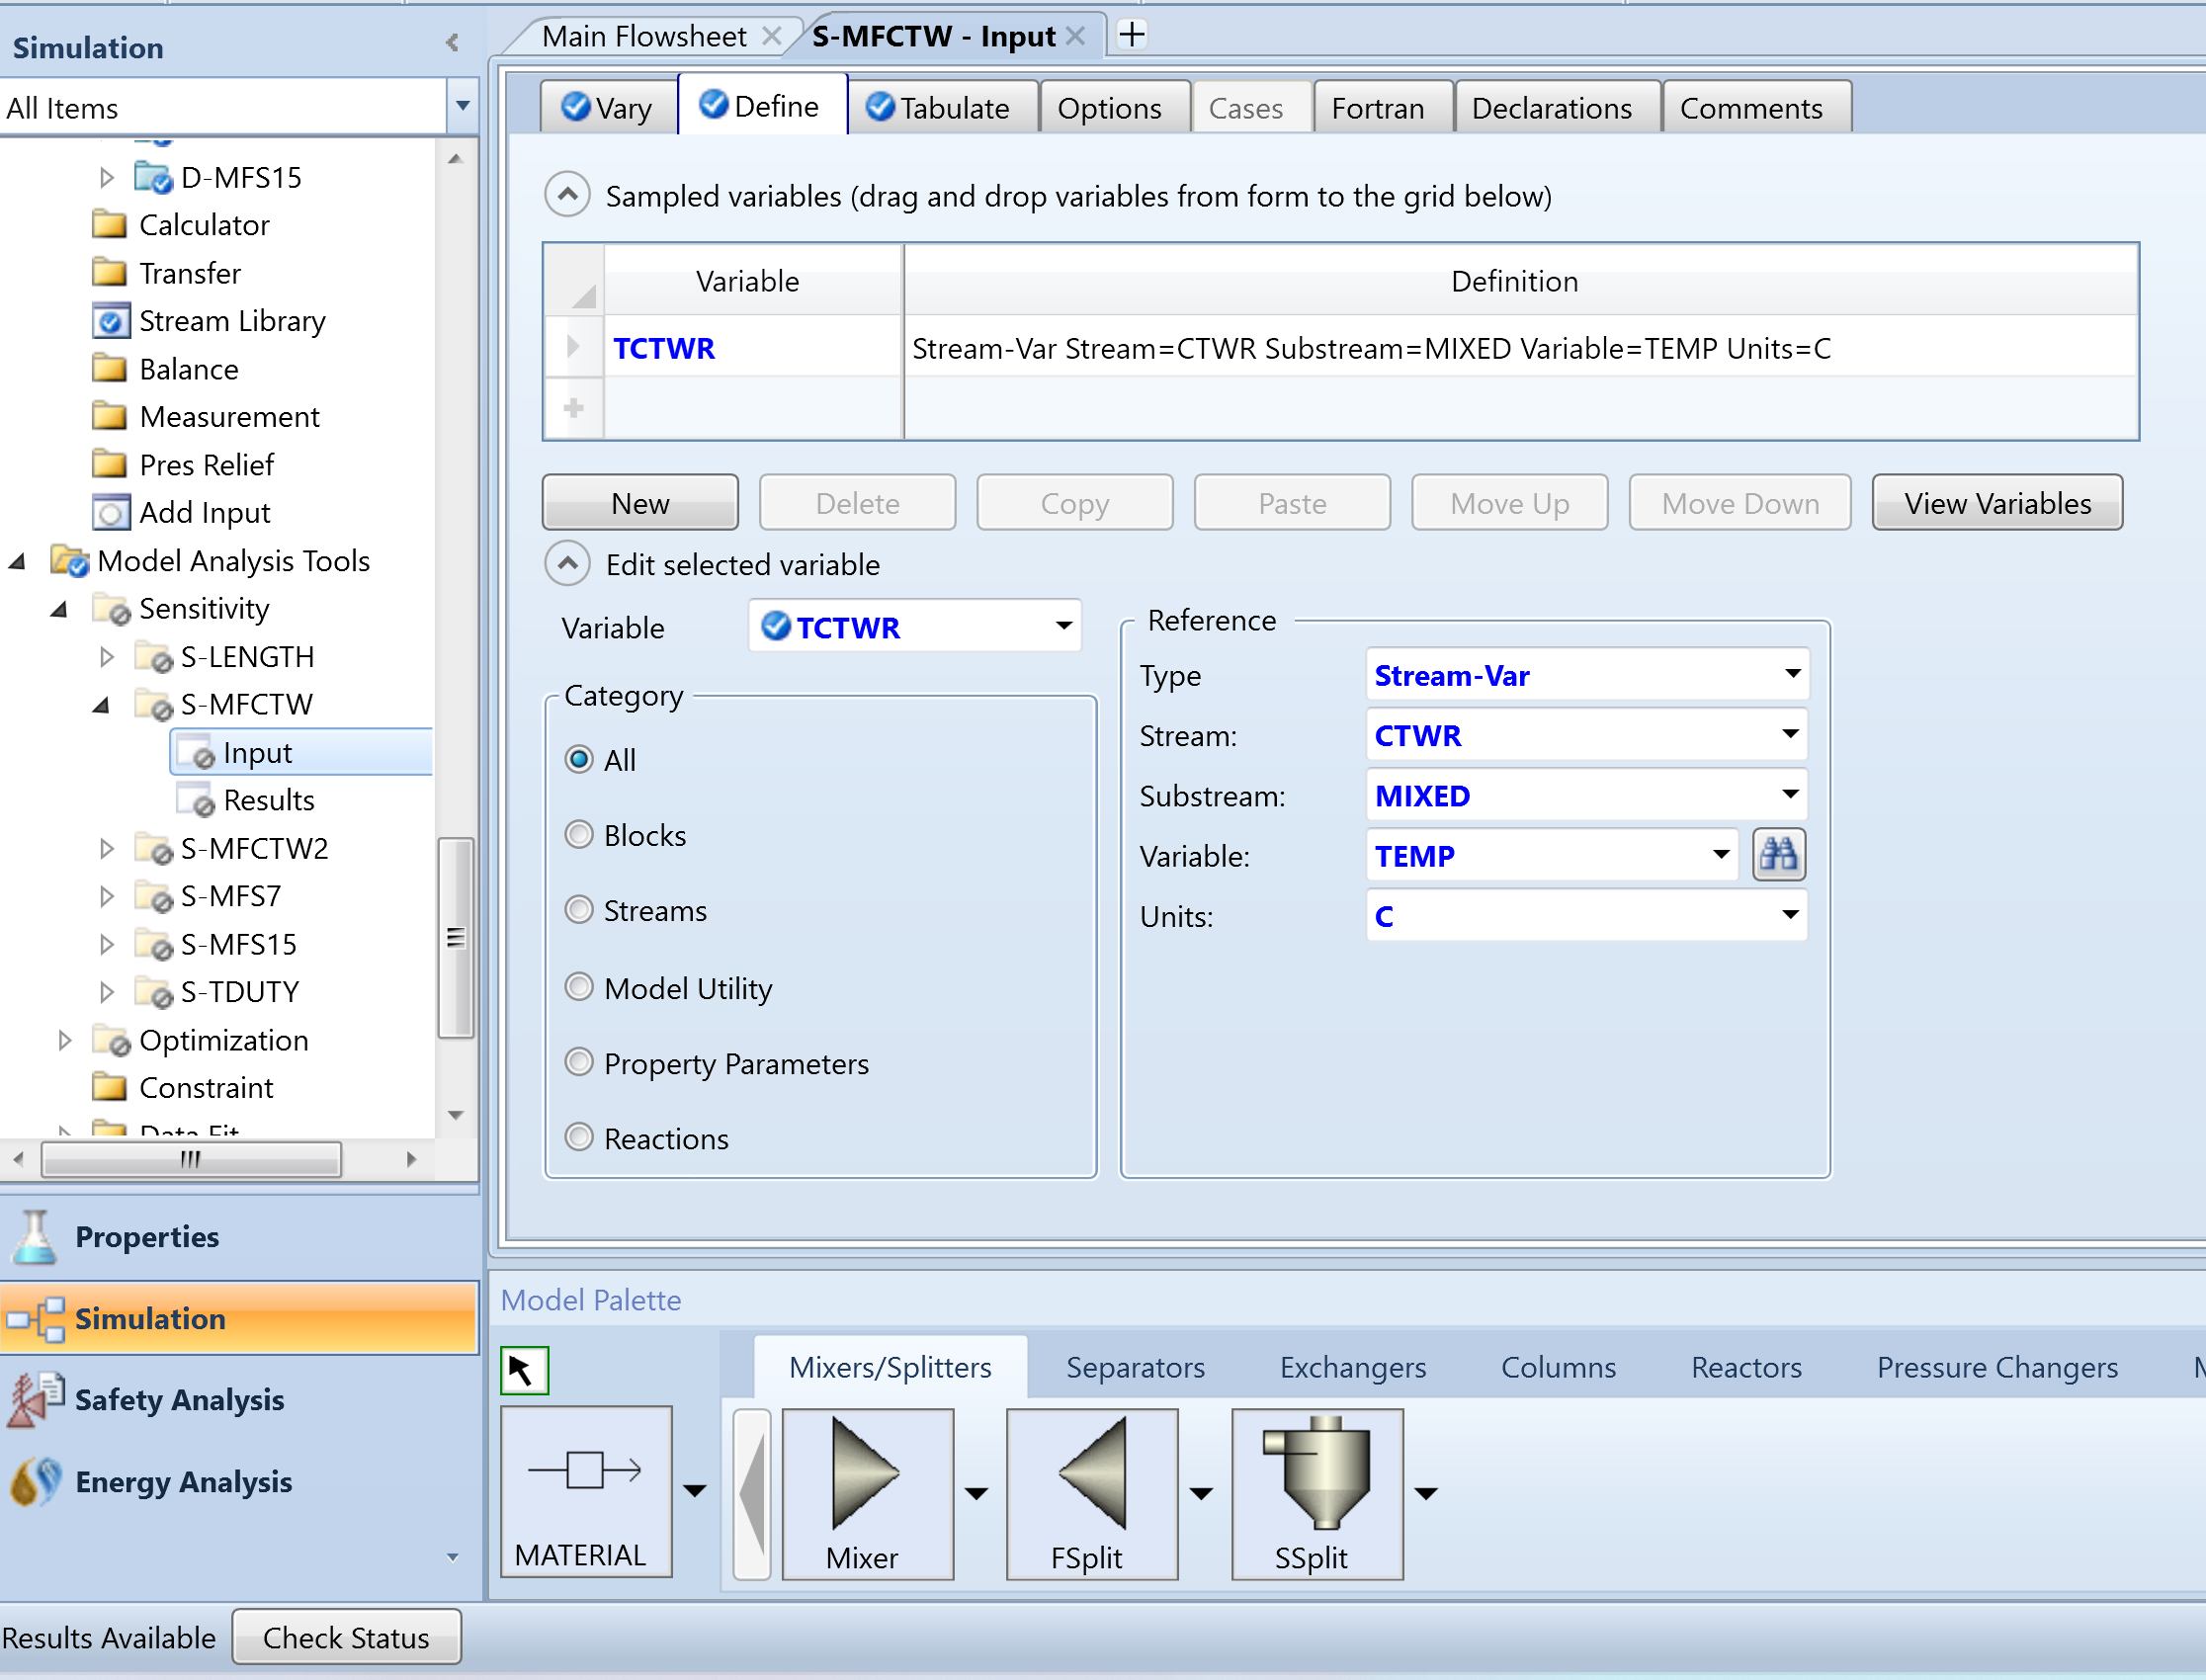 Simulation
All Items
D-MFS15
Calculator
Transfer
Stream Library
Balance
Measurement
Pres Relief
Add Input
Model Analysis Tools
Sensitivity
S-LENGTH
S-MFCTW
Input
Results
S-MFCTW2
S-MFS7
S-MFS15
S-TDUTY
Optimization
Constraint
Data Fit
Properties
Simulation
Safety Analysis
Energy Analysis
Main Flowsheet
S-MFCTW - Input
Vary Define Tabulate Options Cases Fortran Declarations Comments
Sampled variables (drag and drop variables from form to the grid below)
Variable Definition
TCTWR Stream-Var Stream=CTWR Substream=MIXED Variable=TEMP Units=C
New Delete Copy Paste Move Up Move Down View Variables
Edit selected variable
Variable TCTWR
Category
All
Blocks
Streams
Model Utility
Property Parameters
Reactions
Reference
Type Stream-Var
Stream: CTWR
Substream: MIXED
Variable: TEMP
Units: C
Model Palette
Mixers/Splitters Separators Exchangers Columns Reactors Pressure Changers
MATERIAL Mixer FSplit SSplit
Results Available Check Status